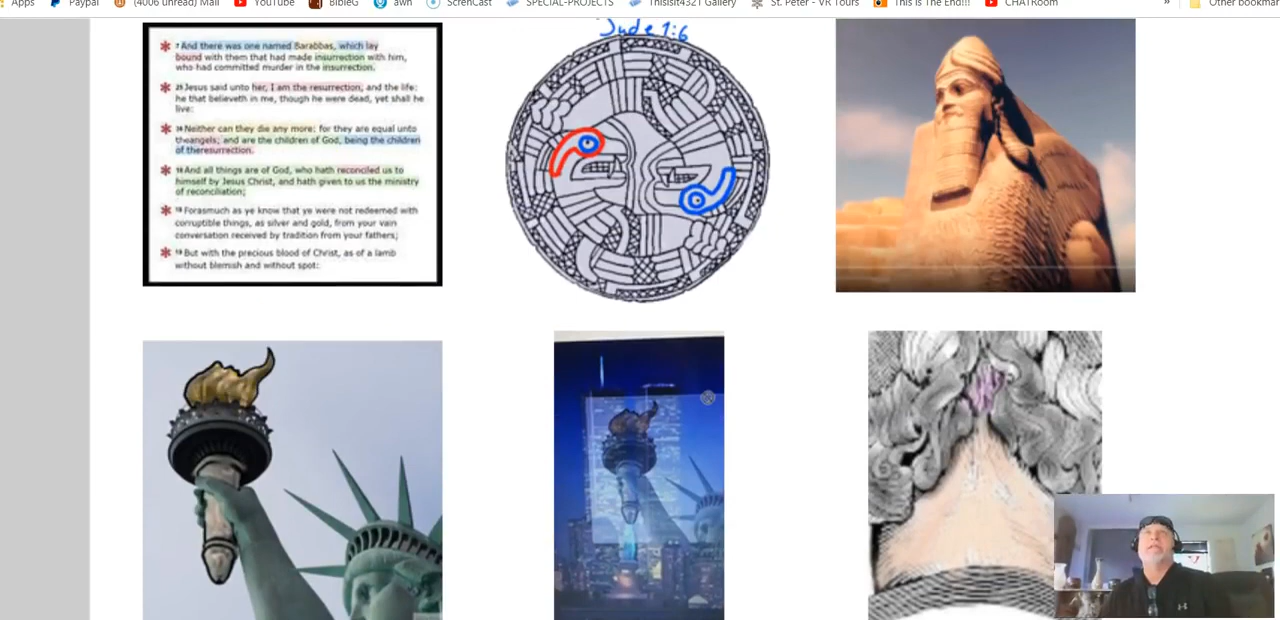 Apps
Paypal
(4006 unread) Mail
YouTube
BibleG
awh
ScrenCast
SPECIAL-PROJECTS
Thisisit4321 Gallery
St. Peter - VR Tours
This Is The End!!!
CHATRoom
»
Other bookmar
7 And there was one named Barabbas, which lay
bound with them that had made insurrection with him,
who had committed murder in the insurrection.
25 Jesus said unto her, I am the resurrection, and the life:
he that believeth in me, though he were dead, yet shall he
live:
36 Neither can they die any more: for they are equal unto
theangels; and are the children of God, being the children
of theresurrection.
18 And all things are of God, who hath reconciled us to
himself by Jesus Christ, and hath given to us the ministry
of reconciliation;
18 Forasmuch as ye know that ye were not redeemed with
corruptible things, as silver and gold, from your vain
conversation received by tradition from your fathers;
19 But with the precious blood of Christ, as of a lamb
without blemish and without spot:
Jude 1:6